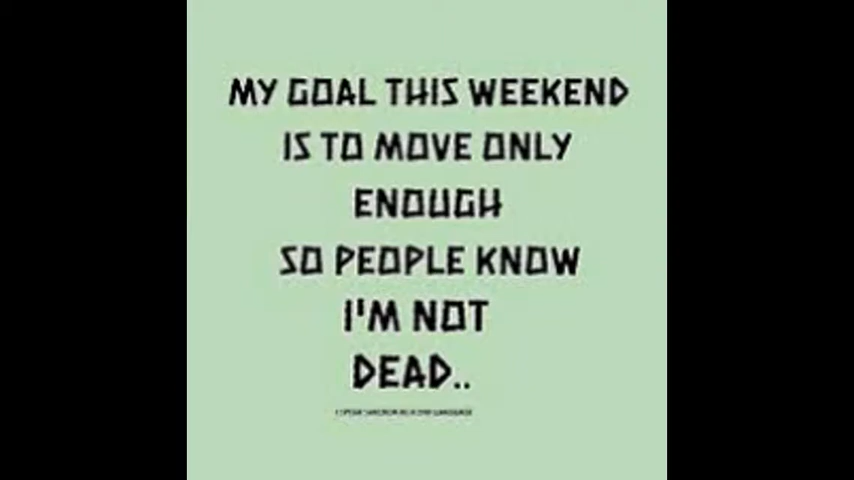 MY GOAL THIS WEEKEND
IS TO MOVE ONLY
ENOUGH
SO PEOPLE KNOW
I'M NOT
DEAD..